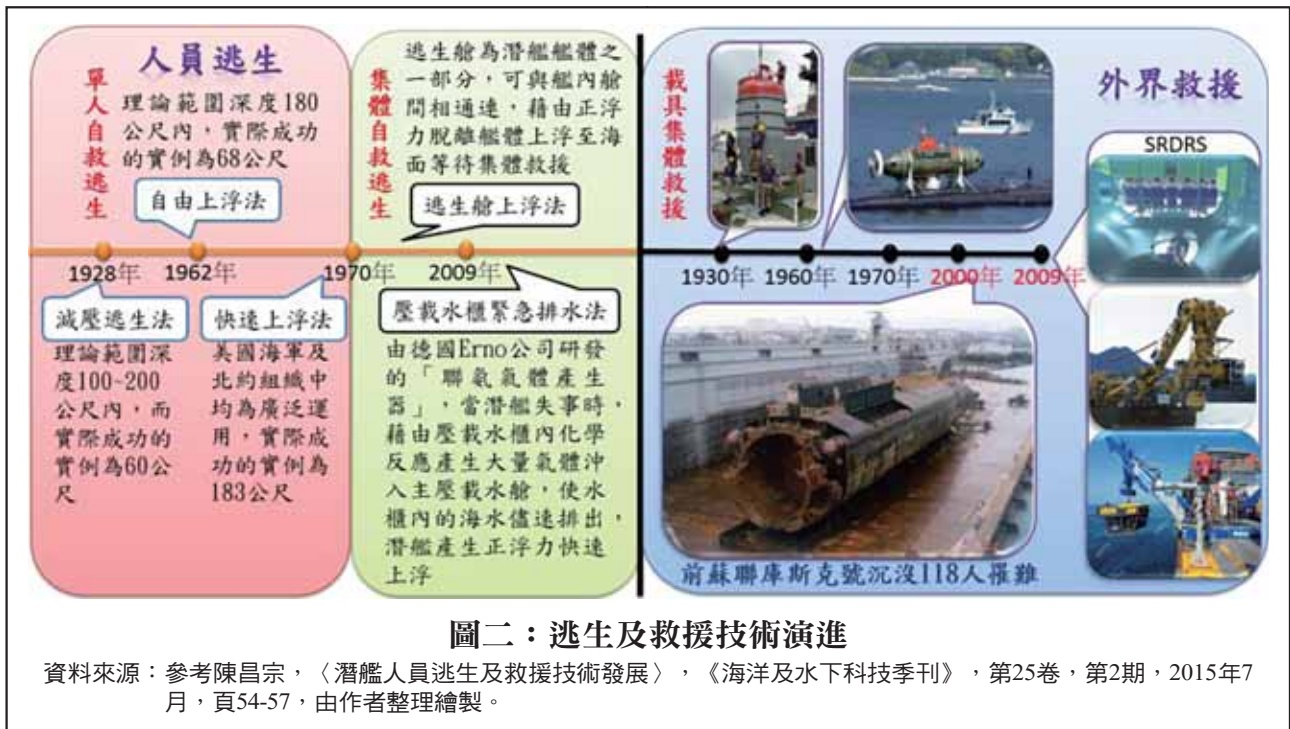 人員逃生
單人自救逃生
理論範圍深度180
公尺內，實際成功
的實例為68公尺
自由上浮法
1928年
1962年
1970年
減壓逃生法
理論範圍深
度100~200
公尺內，而
實際成功的
實例為60公
尺
快速上浮法
美國海軍及
北約組織中
均為廣泛運
用，實際成
功的實例為
183公尺
集體自救逃生
逃生艙為潛艦艦體之
一部分，可與艦內艙
間相通連，藉由正浮
力脫離艦體上浮至海
面等待集體救援
逃生艙上浮法
2009年
壓載水櫃緊急排水法
由德國Erno公司研發
的「聯氨氣體產生
器」，當潛艦失事時，
藉由壓載水櫃內化學
反應產生大量氣體沖
入主壓載水艙，使水
櫃內的海水儘速排出，
潛艦產生正浮力快速
上浮
載具集體救援
外界救援
SRDRS
1930年
1960年
1970年
2000年
2009年
前蘇聯庫斯克號沉沒118人罹難
圖二：逃生及救援技術演進
資料來源：參考陳昌宗，〈潛艦人員逃生及救援技術發展〉，《海洋及水下科技季刊》，第25卷，第2期，2015年7
月，頁54-57，由作者整理繪製。